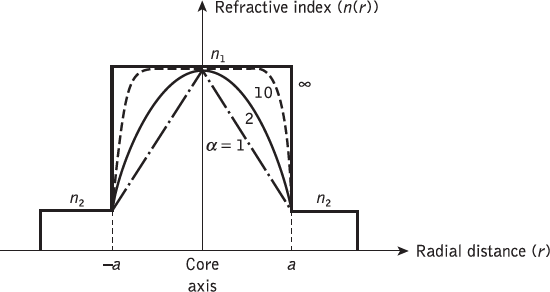 Refractive index (n(r))
n₁
∞
10
2
α = 1
n₂
n₂
Radial distance (r)
–a
Core
axis
a